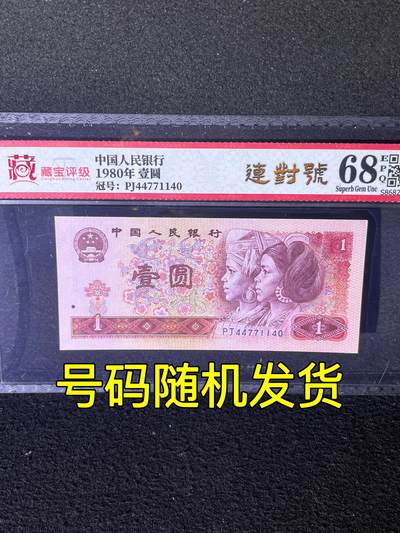 中国人民银行
1980年 壹圆
冠号：PJ44771140
藏 藏宝评级
連對號
68 EPQ
Superb Gem Unc
中国人民银行
壹圆
1
PJ44771140
1
1
号码随机发货